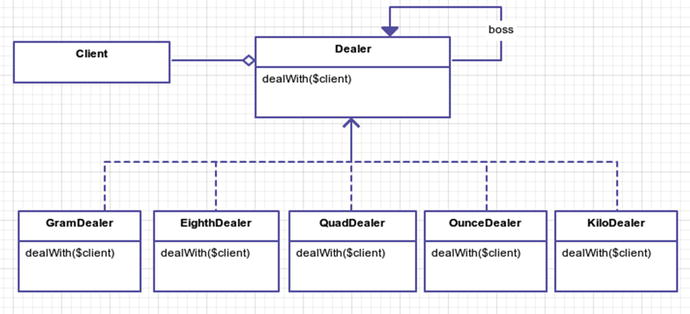 boss
Client
Dealer
dealWith($client)
GramDealer
EighthDealer
QuadDealer
OunceDealer
KiloDealer
dealWith($client)
dealWith($client)
dealWith($client)
dealWith($client)
dealWith($client)